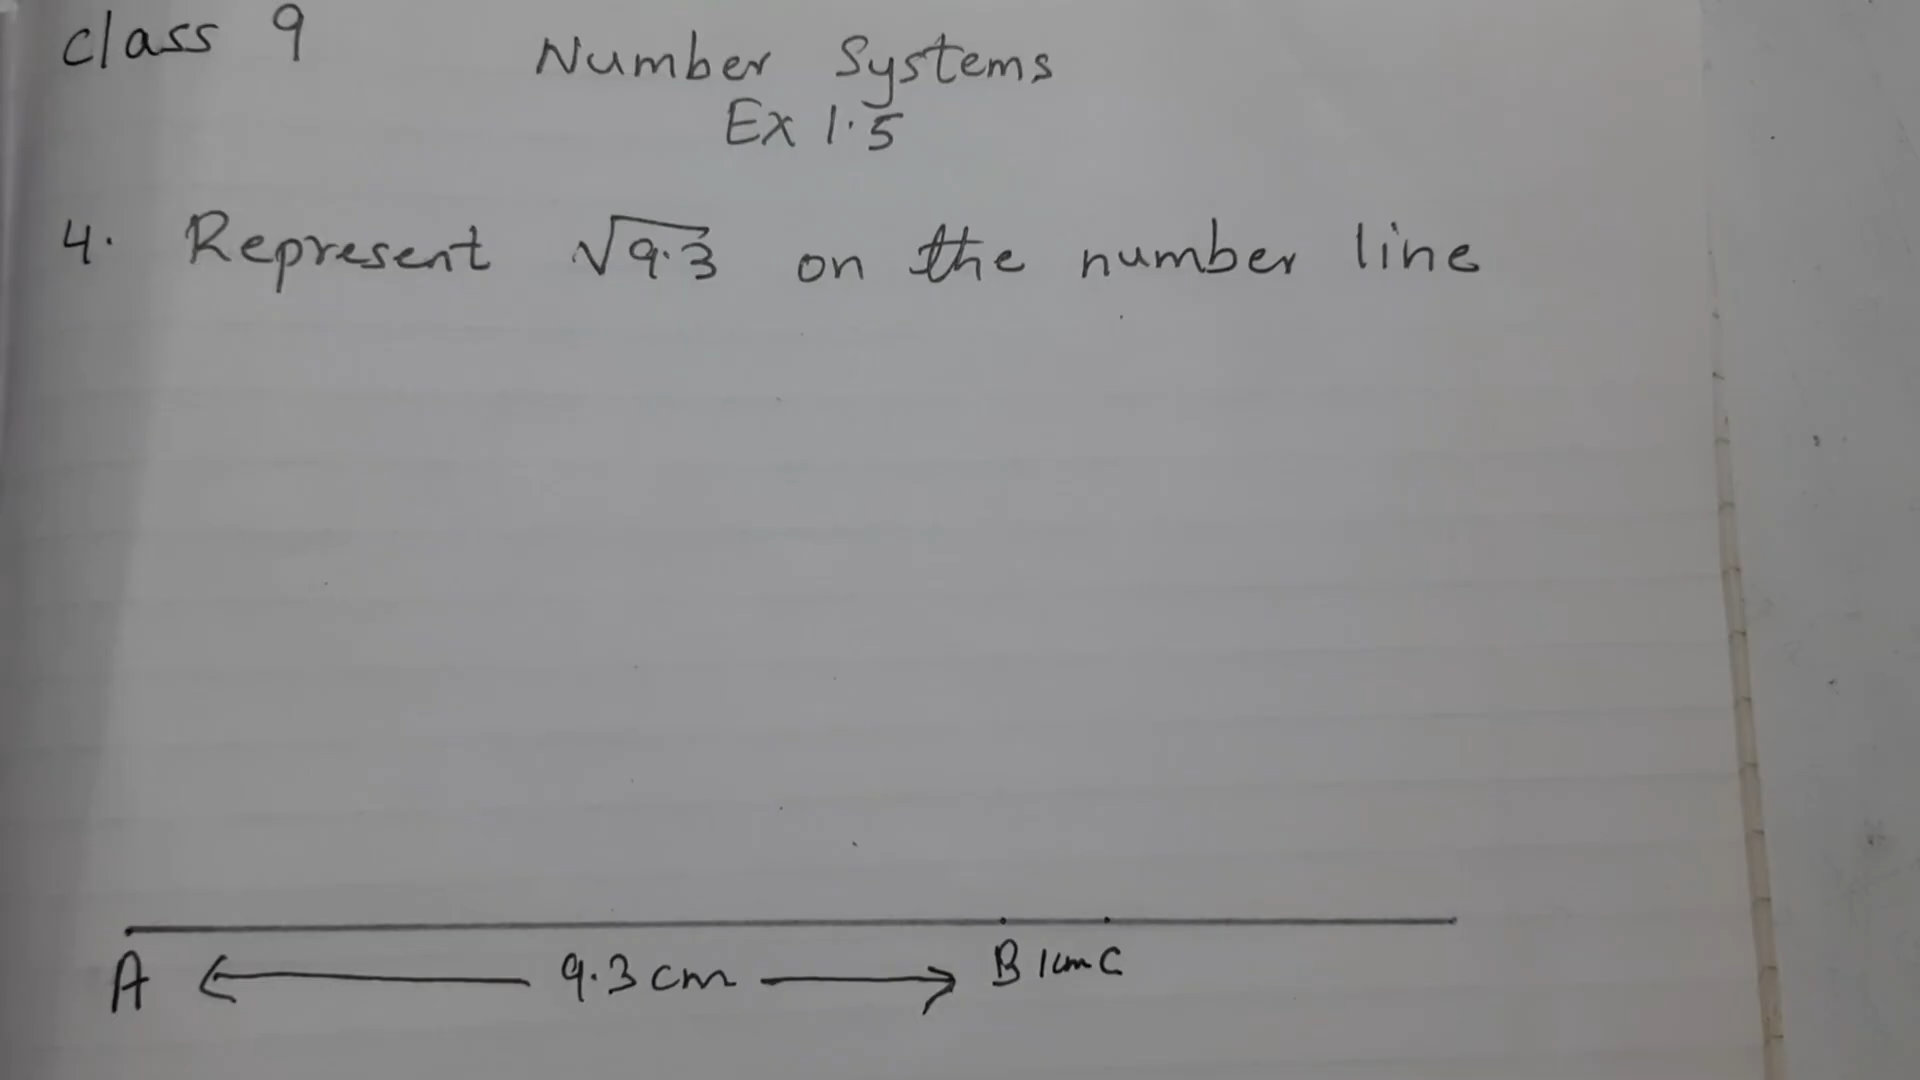 class 9
Number Systems
Ex 1.5
4. Represent √9.3 on the number line
A 9.3 cm B 1cm C